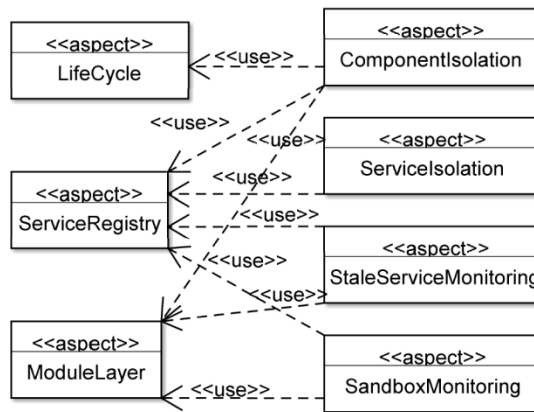 <<aspect>>
LifeCycle
<<use>>
<<aspect>>
ComponentIsolation
<<use>>
<<use>>
<<aspect>>
ServiceRegistry
<<use>>
<<aspect>>
ServiceIsolation
<<use>>
<<use>>
<<use>>
<<aspect>>
StaleServiceMonitoring
<<aspect>>
ModuleLayer
<<use>>
<<aspect>>
SandboxMonitoring